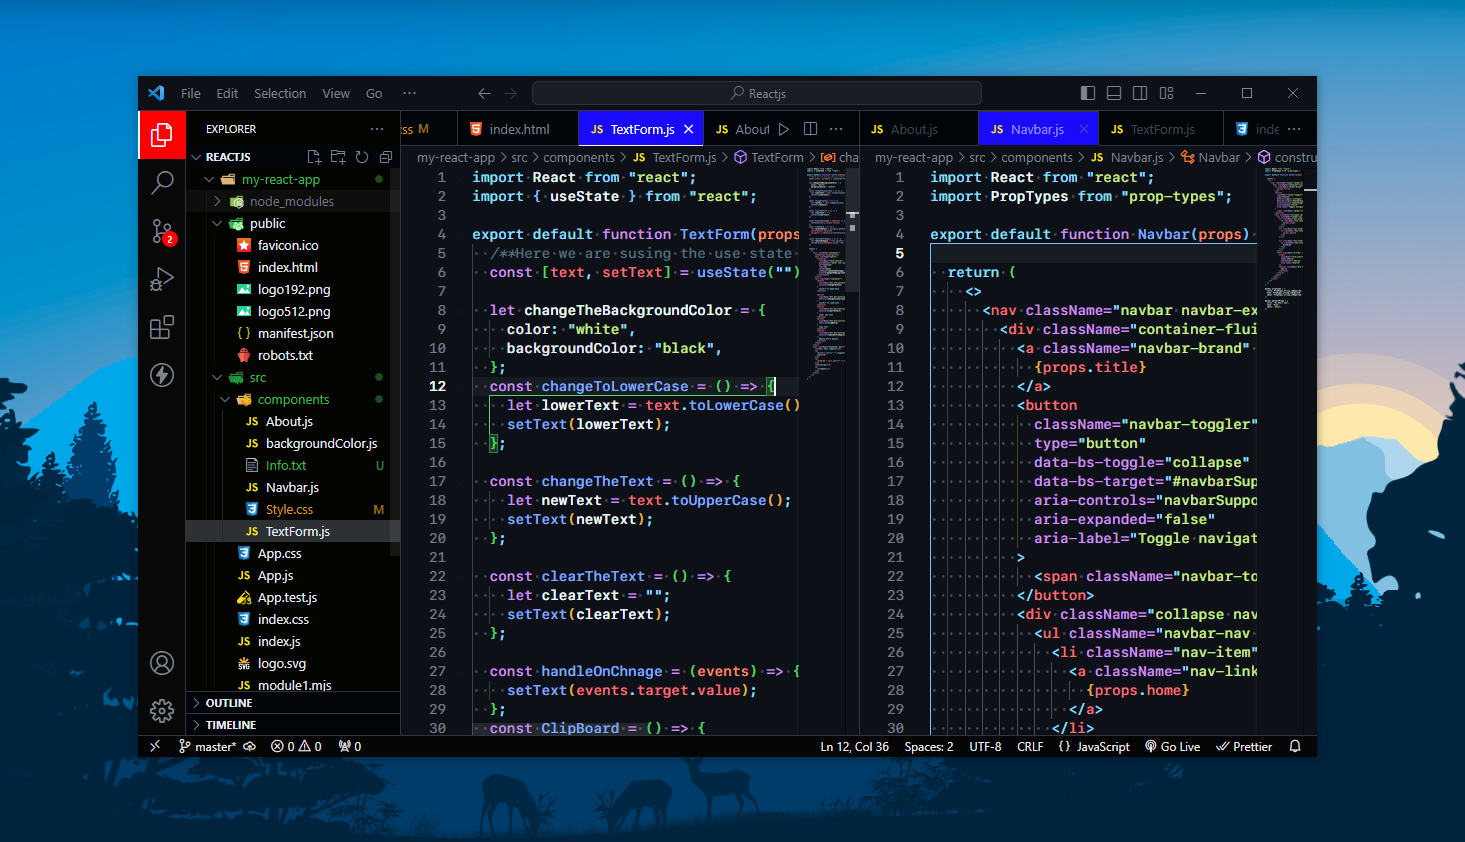 File Edit Selection View Go ···
Reactjs
EXPLORER ···
REACTJS
my-react-app
node_modules
public
favicon.ico
index.html
logo192.png
logo512.png
manifest.json
robots.txt
src
components
JS About.js
JS backgroundColor.js
Info.txt U
JS Navbar.js
Style.css M
JS TextForm.js
App.css
JS App.js
App.test.js
index.css
JS index.js
logo.svg
JS module1.mjs
OUTLINE
TIMELINE
2
ss M index.html JS TextForm.js JS About ···
my-react-app > src > components > JS TextForm.js > TextForm > cha
1 import React from "react";
2 import { useState } from "react";
3
4 export default function TextForm(props
5 /**Here we are susing the use state
6 const [text, setText] = useState("")
7
8 let changeTheBackgroundColor = {
9 color: "white",
10 backgroundColor: "black",
11 };
12 const changeToLowerCase = () => {
13 let lowerText = text.toLowerCase()
14 setText(lowerText);
15 };
16
17 const changeTheText = () => {
18 let newText = text.toUpperCase();
19 setText(newText);
20 };
21
22 const clearTheText = () => {
23 let clearText = "";
24 setText(clearText);
25 };
26
27 const handleOnChnage = (events) => {
28 setText(events.target.value);
29 };
30 const ClipBoard = () => {
JS About.js JS Navbar.js JS TextForm.js inde ···
my-react-app > src > components > JS Navbar.js > Navbar > constru
1 import React from "react";
2 import PropTypes from "prop-types";
3
4 export default function Navbar(props)
5
6 return (
7 <>
8 <nav className="navbar navbar-ex
9 <div className="container-flui
10 <a className="navbar-brand"
11 {props.title}
12 </a>
13 <button
14 className="navbar-toggler"
15 type="button"
16 data-bs-toggle="collapse"
17 data-bs-target="#navbarSup
18 aria-controls="navbarSuppo
19 aria-expanded="false"
20 aria-label="Toggle navigat
21 >
22 <span className="navbar-to
23 </button>
24 <div className="collapse nav
25 <ul className="navbar-nav
26 <li className="nav-item"
27 <a className="nav-link
28 {props.home}
29 </a>
30 </li>
master* 0 0 0 Ln 12, Col 36 Spaces: 2 UTF-8 CRLF {} JavaScript Go Live Prettier